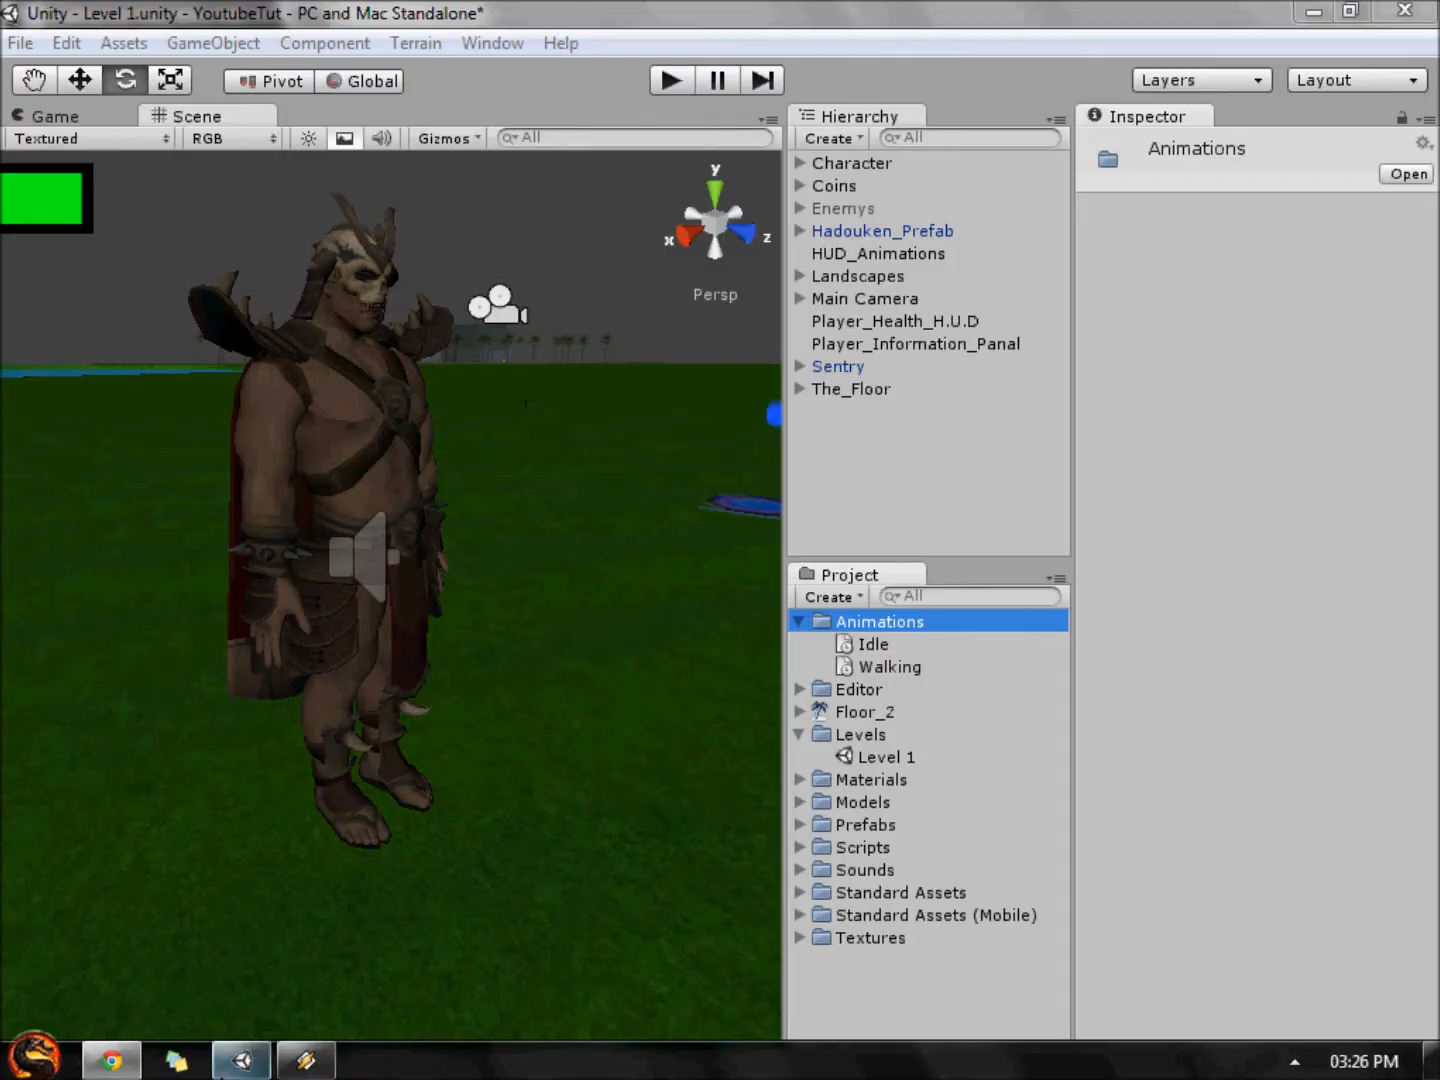 Unity - Level 1.unity - YoutubeTut - PC and Mac Standalone*
File Edit Assets GameObject Component Terrain Window Help
Pivot Global Layers Layout
Game Scene
Textured RGB Gizmos All
y
x z
Persp
Hierarchy
Create All
Character
Coins
Enemys
Hadouken_Prefab
HUD_Animations
Landscapes
Main Camera
Player_Health_H.U.D
Player_Information_Panal
Sentry
The_Floor
Project
Create All
Animations
Idle
Walking
Editor
Floor_2
Levels
Level 1
Materials
Models
Prefabs
Scripts
Sounds
Standard Assets
Standard Assets (Mobile)
Textures
Inspector
Animations
Open
03:26 PM